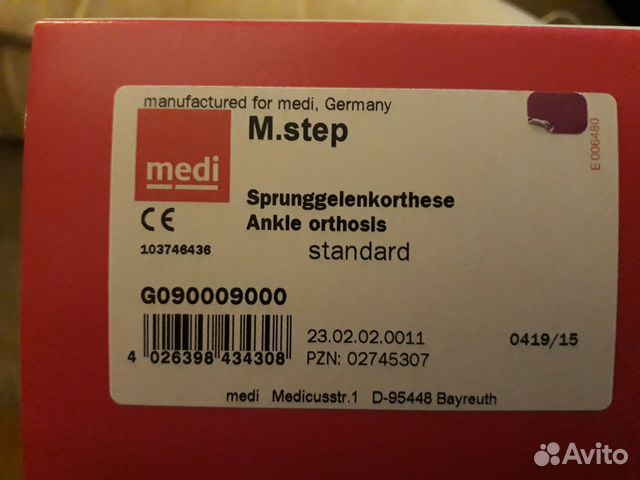 manufactured for medi, Germany
M.step
medi
Sprunggelenkorthese
Ankle orthosis
CE
103746436
standard
E 006480
G090009000
4 026398 434308
23.02.02.0011
0419/15
PZN: 02745307
medi Medicusstr.1 D-95448 Bayreuth
Avito